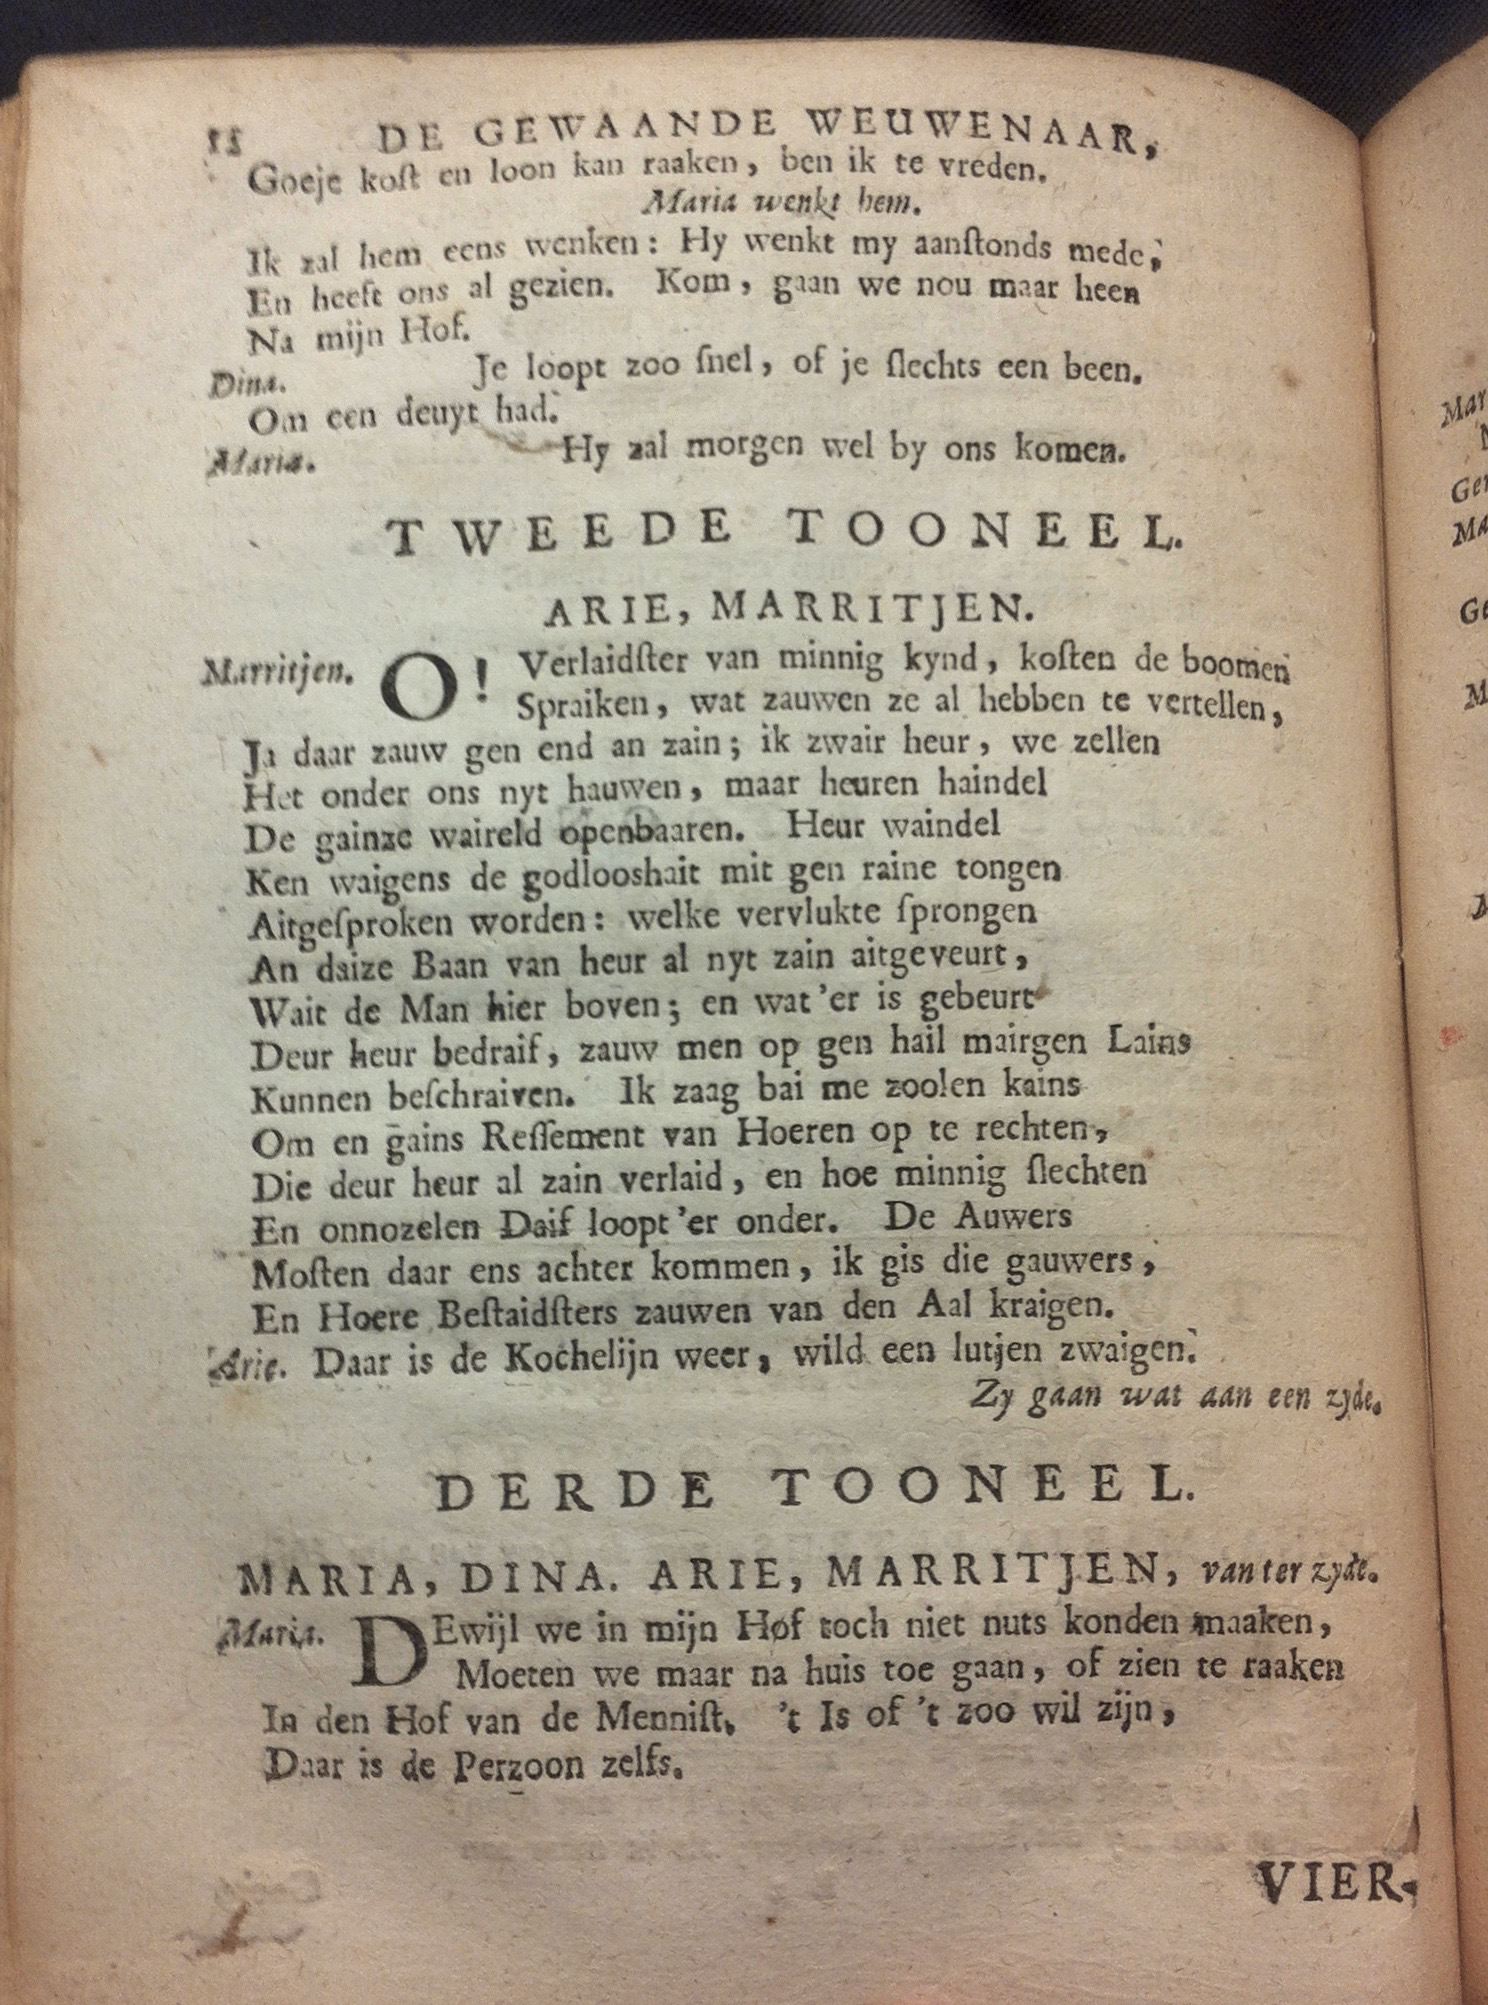 DE GEWAANDE WEUWENAAR,
Goeje koſt en loon kan raaken, ben ik te vreden.
Maria wenkt hem.
Ik zal hem eens wenken: Hy wenkt my aanſtonds mede;
En heeft ons al gezien. Kom, gaan we nou maar heen
Na mijn Hof.
Dina. Je loopt zoo ſnel, of je ſlechts een been.
Om een deuyt had.
Maria. Hy zal morgen wel by ons komen.
TWEEDE TOONEEL.
ARIE, MARRITJEN.
Marritjen. O! Verlaidſter van minnig kynd, koſten de boomen
Spraiken, wat zauwen ze al hebben te vertellen,
Ja daar zauw gen end an zain; ik zwair heur, we zellen
Het onder ons nyt hauwen, maar heuren haindel
De gainze waireld openbaaren. Heur waindel
Ken waigens de godlooshait mit gen raine tongen
Aitgeſproken worden: welke vervlukte ſprongen
An daize Baan van heur al nyt zain aitgeveurt,
Wait de Man hier boven; en wat 'er is gebeurt
Deur heur bedraif, zauw men op gen hail mairgen Lains
Kunnen beſchraiven. Ik zaag bai me zoolen kains
Om en gains Reſſement van Hoeren op te rechten,
Die deur heur al zain verlaid, en hoe minnig ſlechten
En onnozelen Daif loopt 'er onder. De Auwers
Moſten daar ens achter kommen, ik gis die gauwers,
En Hoere Beſtaidſters zauwen van den Aal kraigen.
Arie. Daar is de Kochelijn weer, wild een lutjen zwaigen.
Zy gaan wat aan een zyde.
DERDE TOONEEL.
MARIA, DINA. ARIE, MARRITJEN, van ter zyde.
Maria. DEwijl we in mijn Hof toch niet nuts konden maaken,
Moeten we maar na huis toe gaan, of zien te raaken
In den Hof van de Menniſt. 't Is of 't zoo wil zijn,
Daar is de Perzoon zelfs.
VIER-
Mar
Ger
Ma
Ge
M